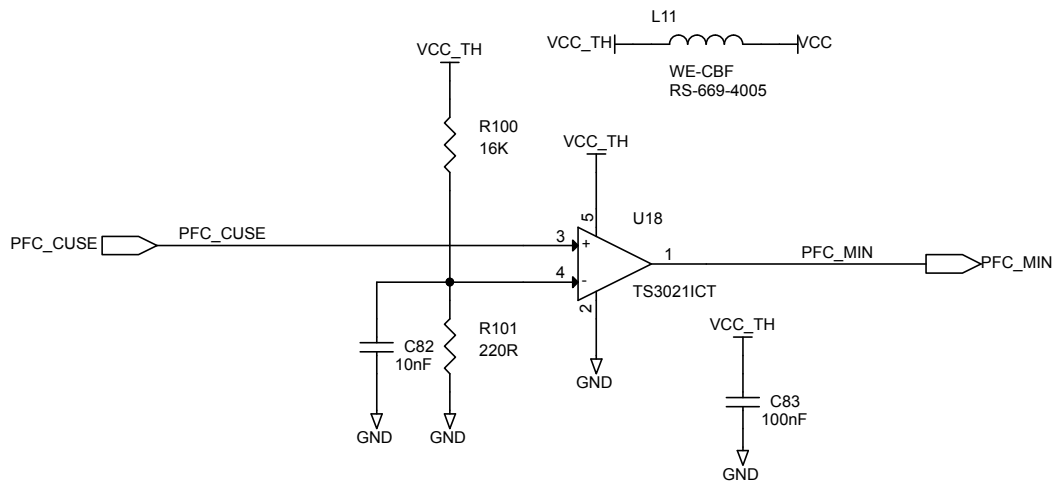 L11
VCC_TH
VCC
WE-CBF
RS-669-4005
VCC_TH
R100
16K
VCC_TH
5
U18
PFC_CUSE
PFC_CUSE
3
+
4
-
1
PFC_MIN
PFC_MIN
TS3021ICT
2
C82
10nF
R101
220R
GND
VCC_TH
C83
100nF
GND
GND
GND